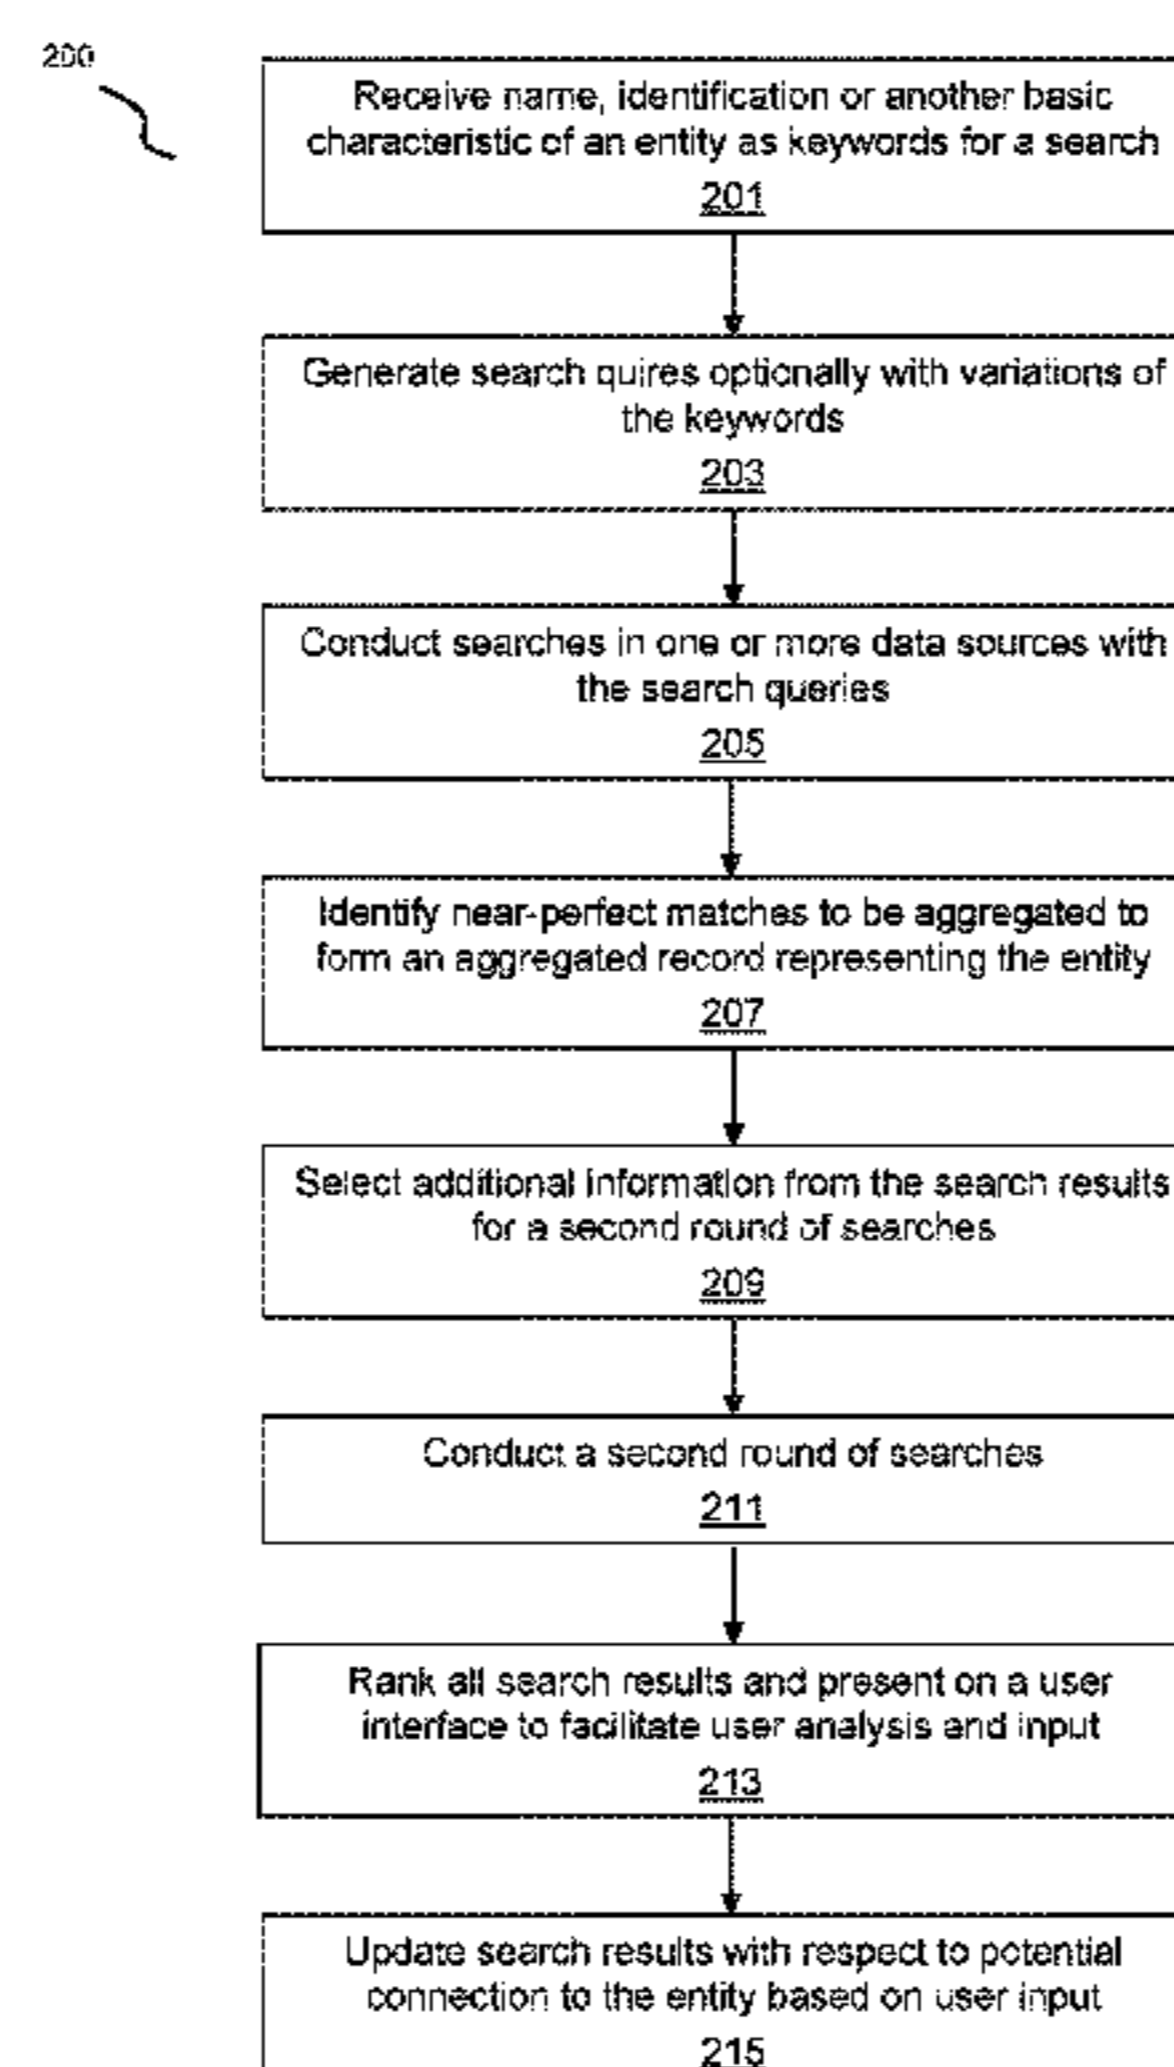 200
Receive name, identification or another basic
characteristic of an entity as keywords for a search
201
Generate search quires optionally with variations of
the keywords
203
Conduct searches in one or more data sources with
the search queries
205
Identify near-perfect matches to be aggregated to
form an aggregated record representing the entity
207
Select additional information from the search results
for a second round of searches
209
Conduct a second round of searches
211
Rank all search results and present on a user
interface to facilitate user analysis and input
213
Update search results with respect to potential
connection to the entity based on user input
215